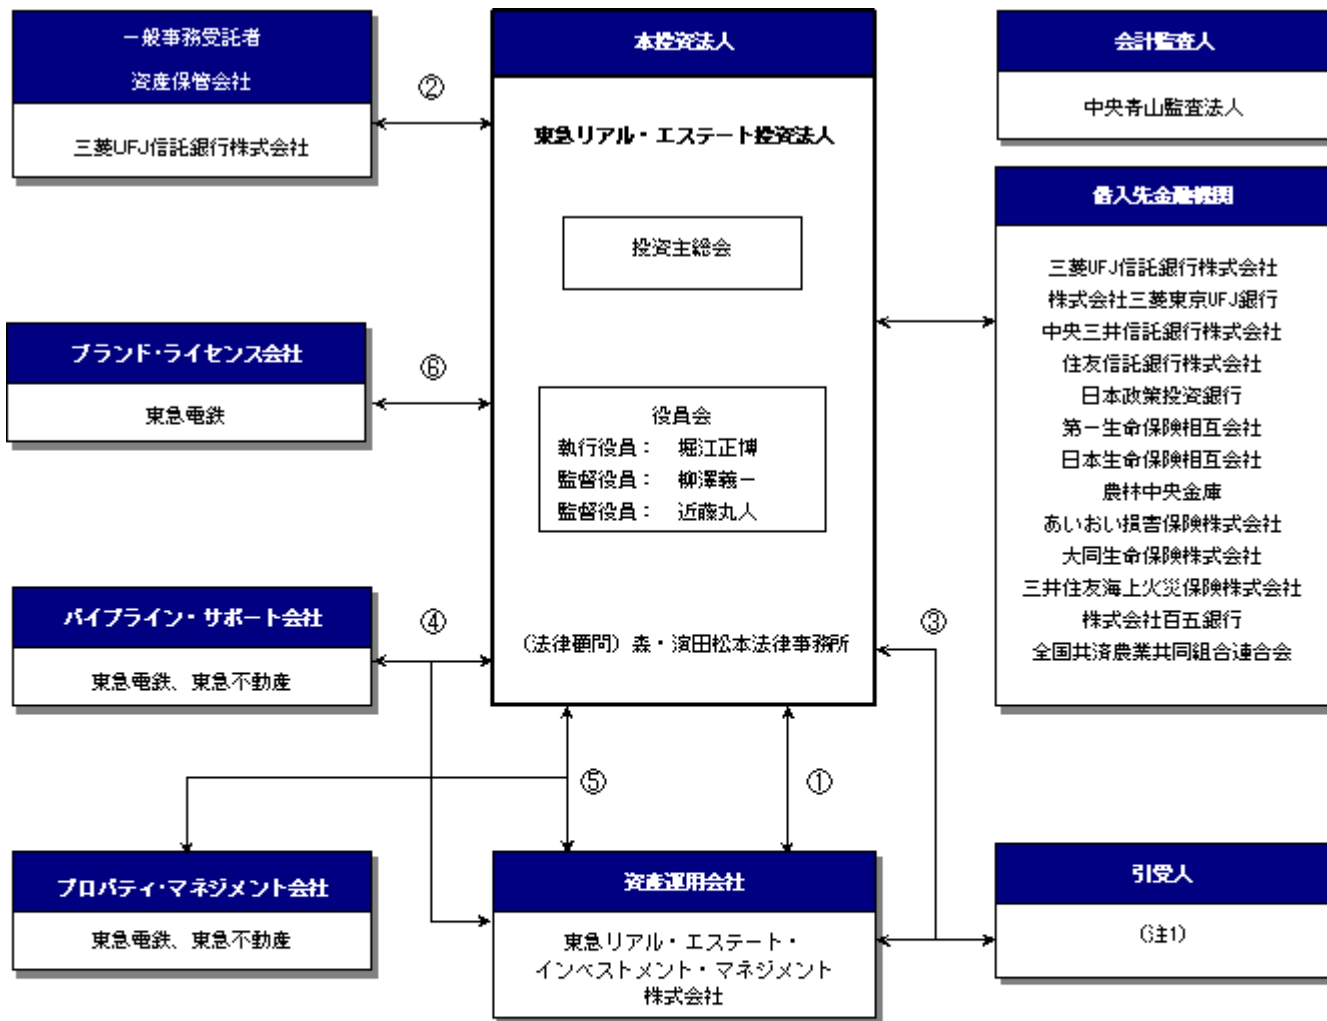 一般事務受託者
資産保管会社
三菱UFJ信託銀行株式会社
②
本投資法人
東急リアル・エステート投資法人
投資主総会
役員会
執行役員： 堀江正博
監督役員： 柳澤義一
監督役員： 近藤丸人
（法律顧問）森・濱田松本法律事務所
会計監査人
中央青山監査法人
借入先金融機関
三菱UFJ信託銀行株式会社
株式会社三菱東京UFJ銀行
中央三井信託銀行株式会社
住友信託銀行株式会社
日本政策投資銀行
第一生命保険相互会社
日本生命保険相互会社
農林中央金庫
あいおい損害保険株式会社
大同生命保険株式会社
三井住友海上火災保険株式会社
株式会社百五銀行
全国共済農業共同組合連合会
ブランド・ライセンス会社
東急電鉄
⑥
パイプライン・サポート会社
東急電鉄、東急不動産
④
③
⑤
①
プロパティ・マネジメント会社
東急電鉄、東急不動産
資産運用会社
東急リアル・エステート・
インベストメント・マネジメント
株式会社
引受人
（注1）